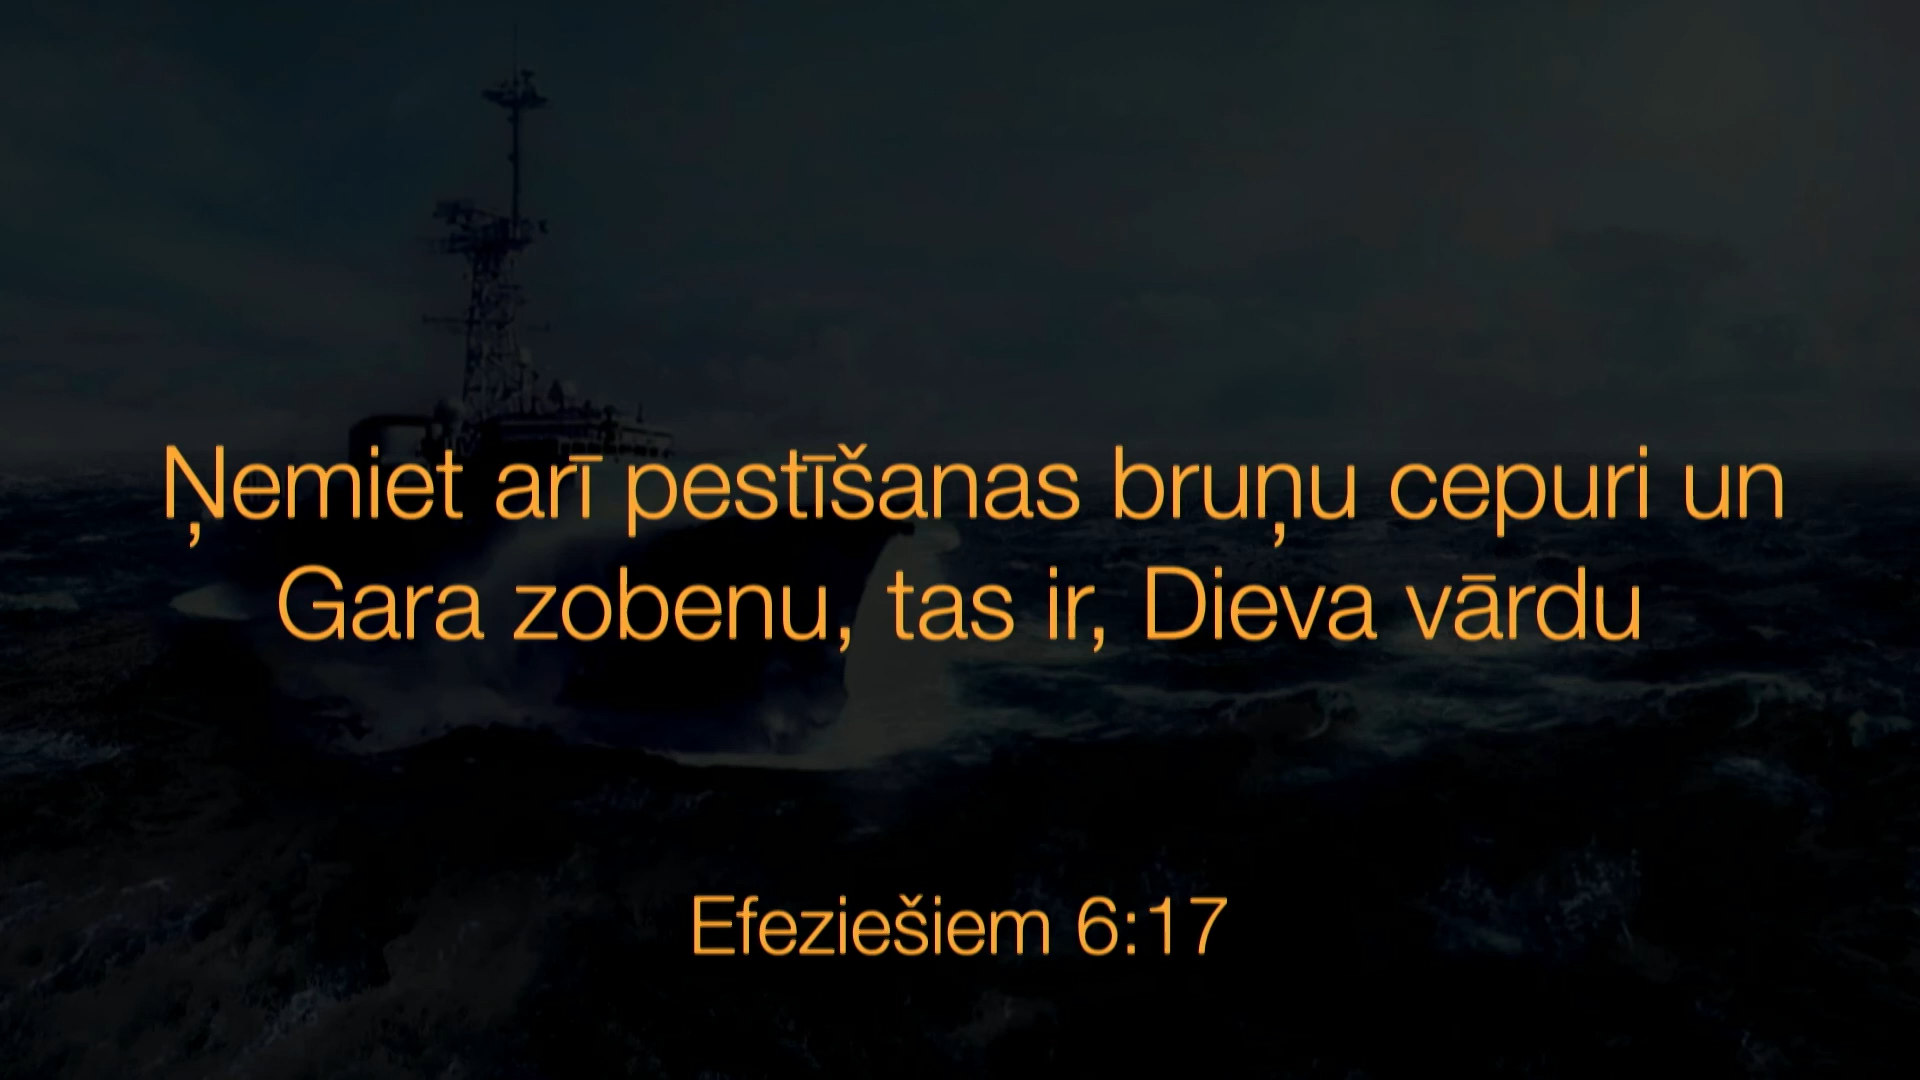 Ņemiet arī pestīšanas bruņu cepuri un
Gara zobenu, tas ir, Dieva vārdu
Efeziešiem 6:17